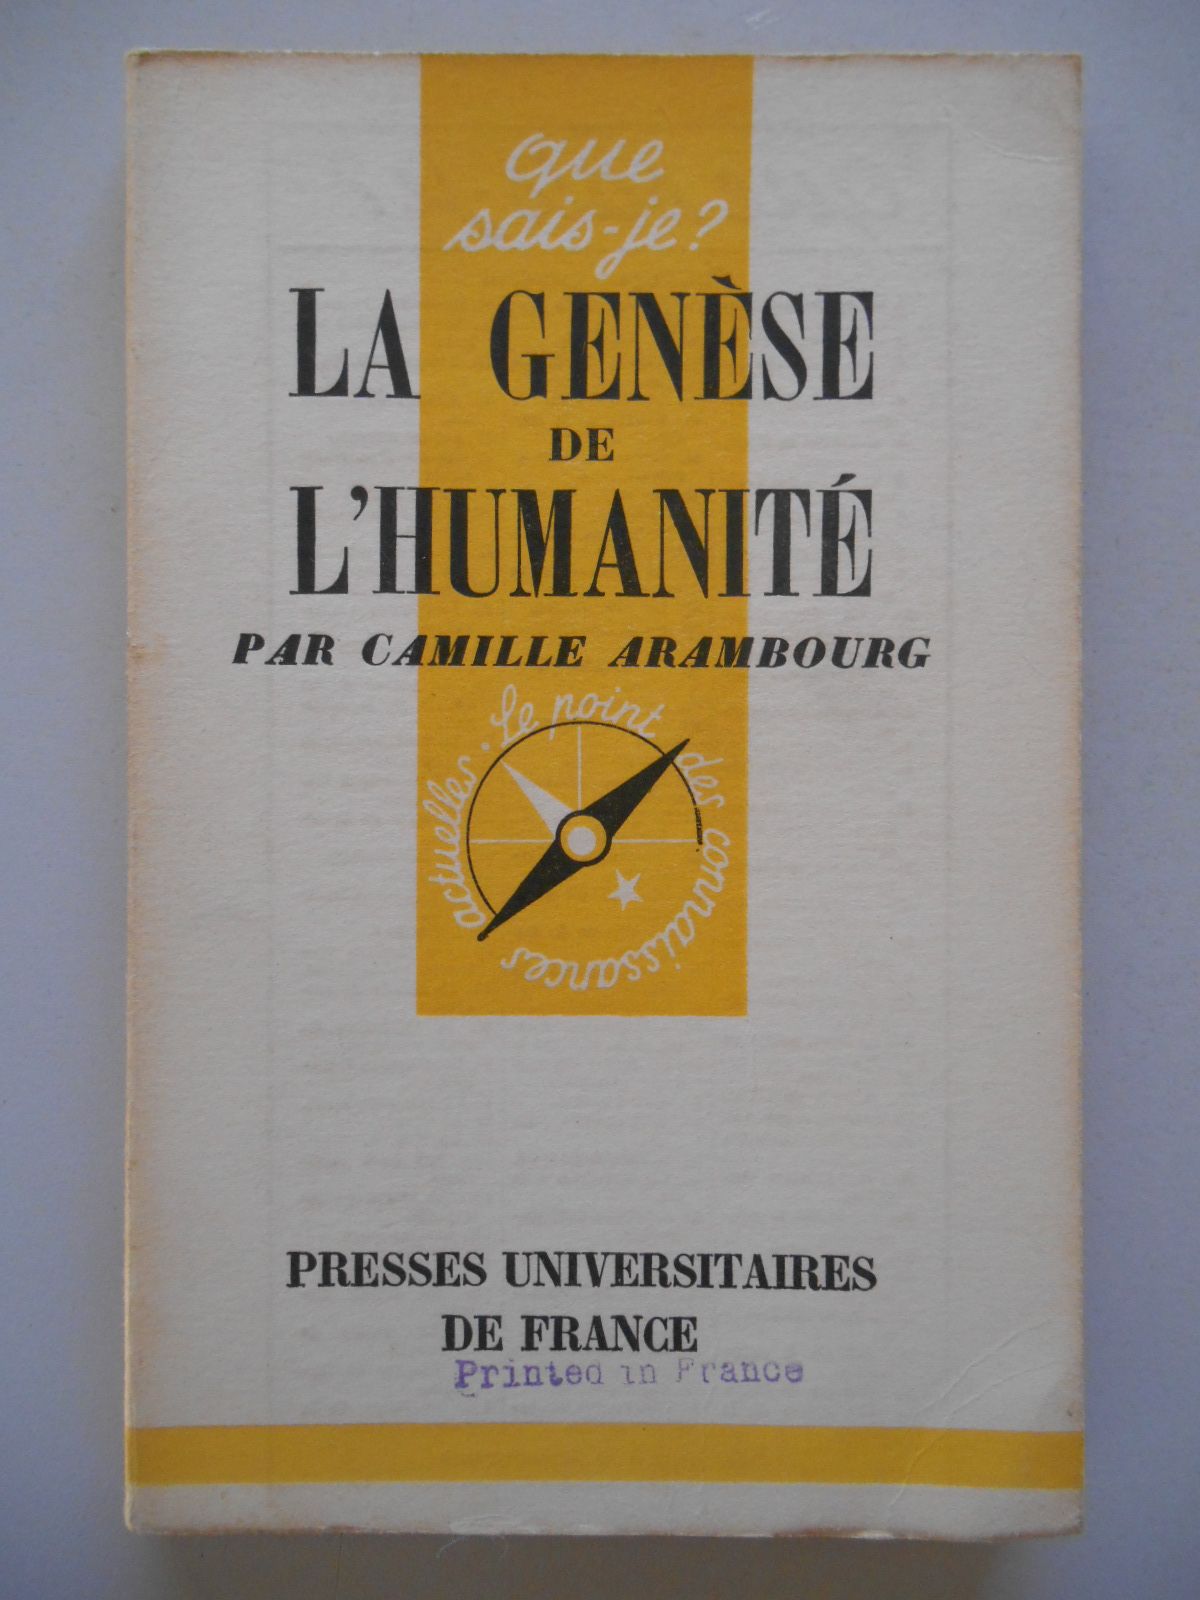 que
sais-je?
LA GENÈSE
DE
L'HUMANITÉ
PAR CAMILLE ARAMBOURG
Le point des connaissances actuelles.
PRESSES UNIVERSITAIRES
DE FRANCE
Printed in France